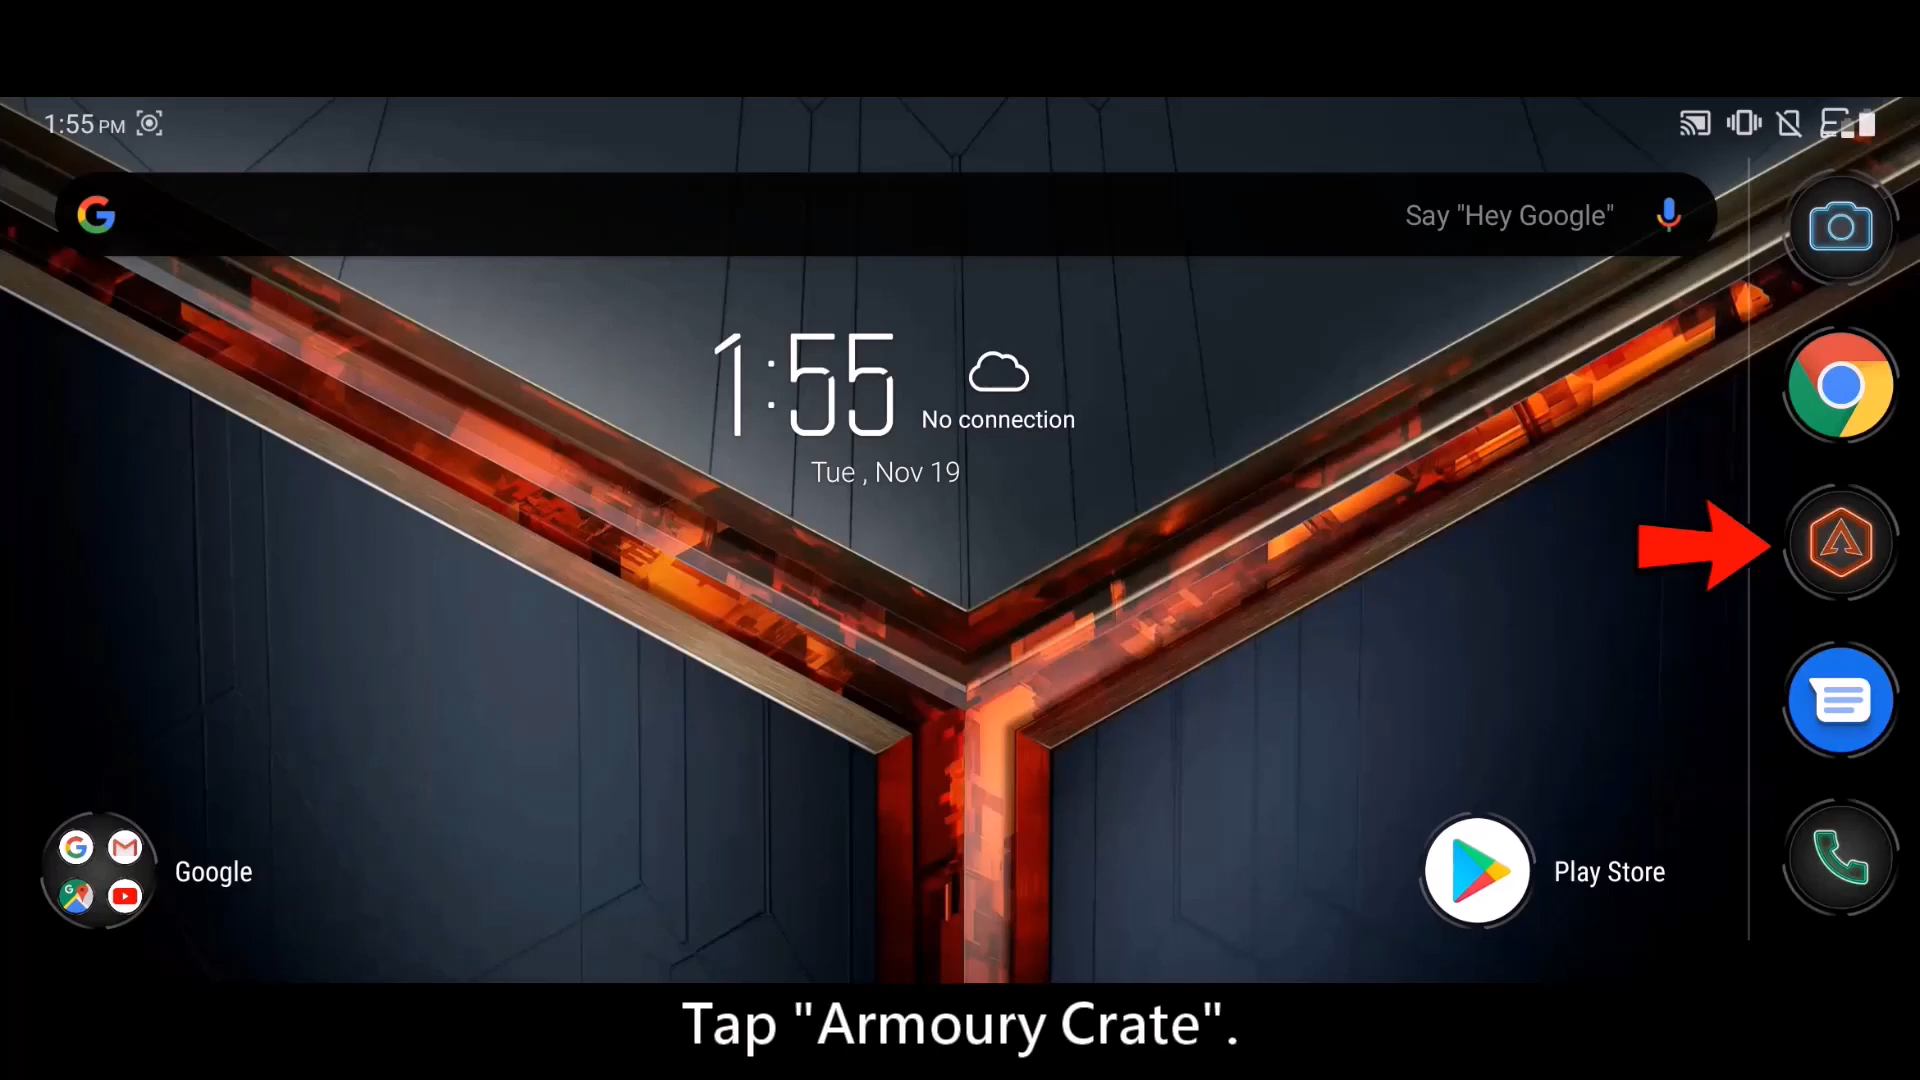 1:55 PM
Say "Hey Google"
1:55
No connection
Tue , Nov 19
Google
Play Store
Tap "Armoury Crate".